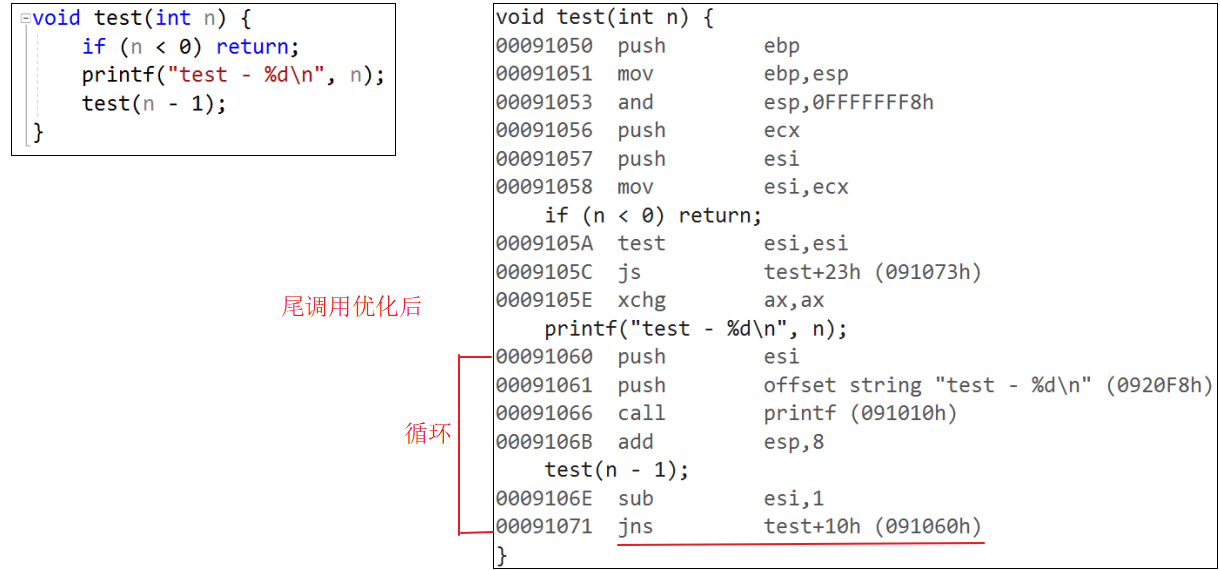 void test(int n) {
if (n < 0) return;
printf("test - %d\n", n);
test(n - 1);
}
void test(int n) {
00091050 push ebp
00091051 mov ebp,esp
00091053 and esp,0FFFFFFF8h
00091056 push ecx
00091057 push esi
00091058 mov esi,ecx
if (n < 0) return;
0009105A test esi,esi
0009105C js test+23h (091073h)
0009105E xchg ax,ax
printf("test - %d\n", n);
00091060 push esi
00091061 push offset string "test - %d\n" (0920F8h)
00091066 call printf (091010h)
0009106B add esp,8
test(n - 1);
0009106E sub esi,1
00091071 jns test+10h (091060h)
}
尾调用优化后
循环